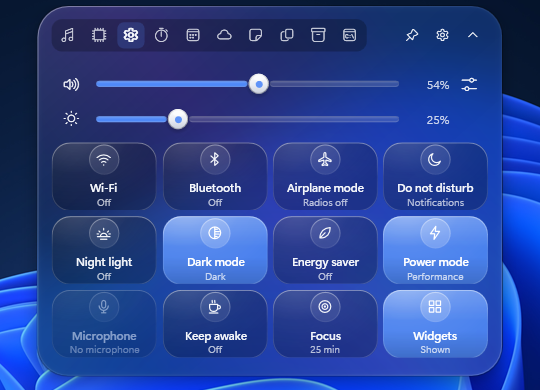 54%
25%
Wi-Fi
Off
Bluetooth
Off
Airplane mode
Radios off
Do not disturb
Notifications
Night light
Off
Dark mode
Dark
Energy saver
Off
Power mode
Performance
Microphone
No microphone
Keep awake
Off
Focus
25 min
Widgets
Shown